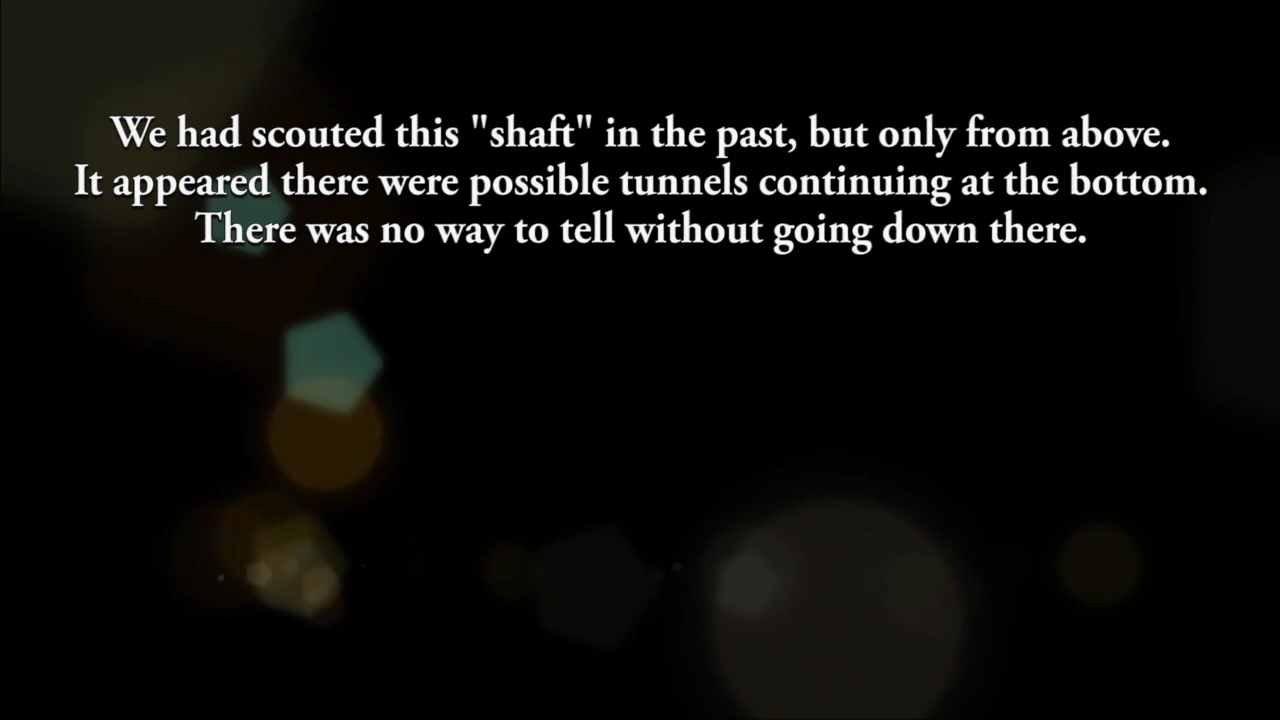 We had scouted this "shaft" in the past, but only from above.
It appeared there were possible tunnels continuing at the bottom.
There was no way to tell without going down there.